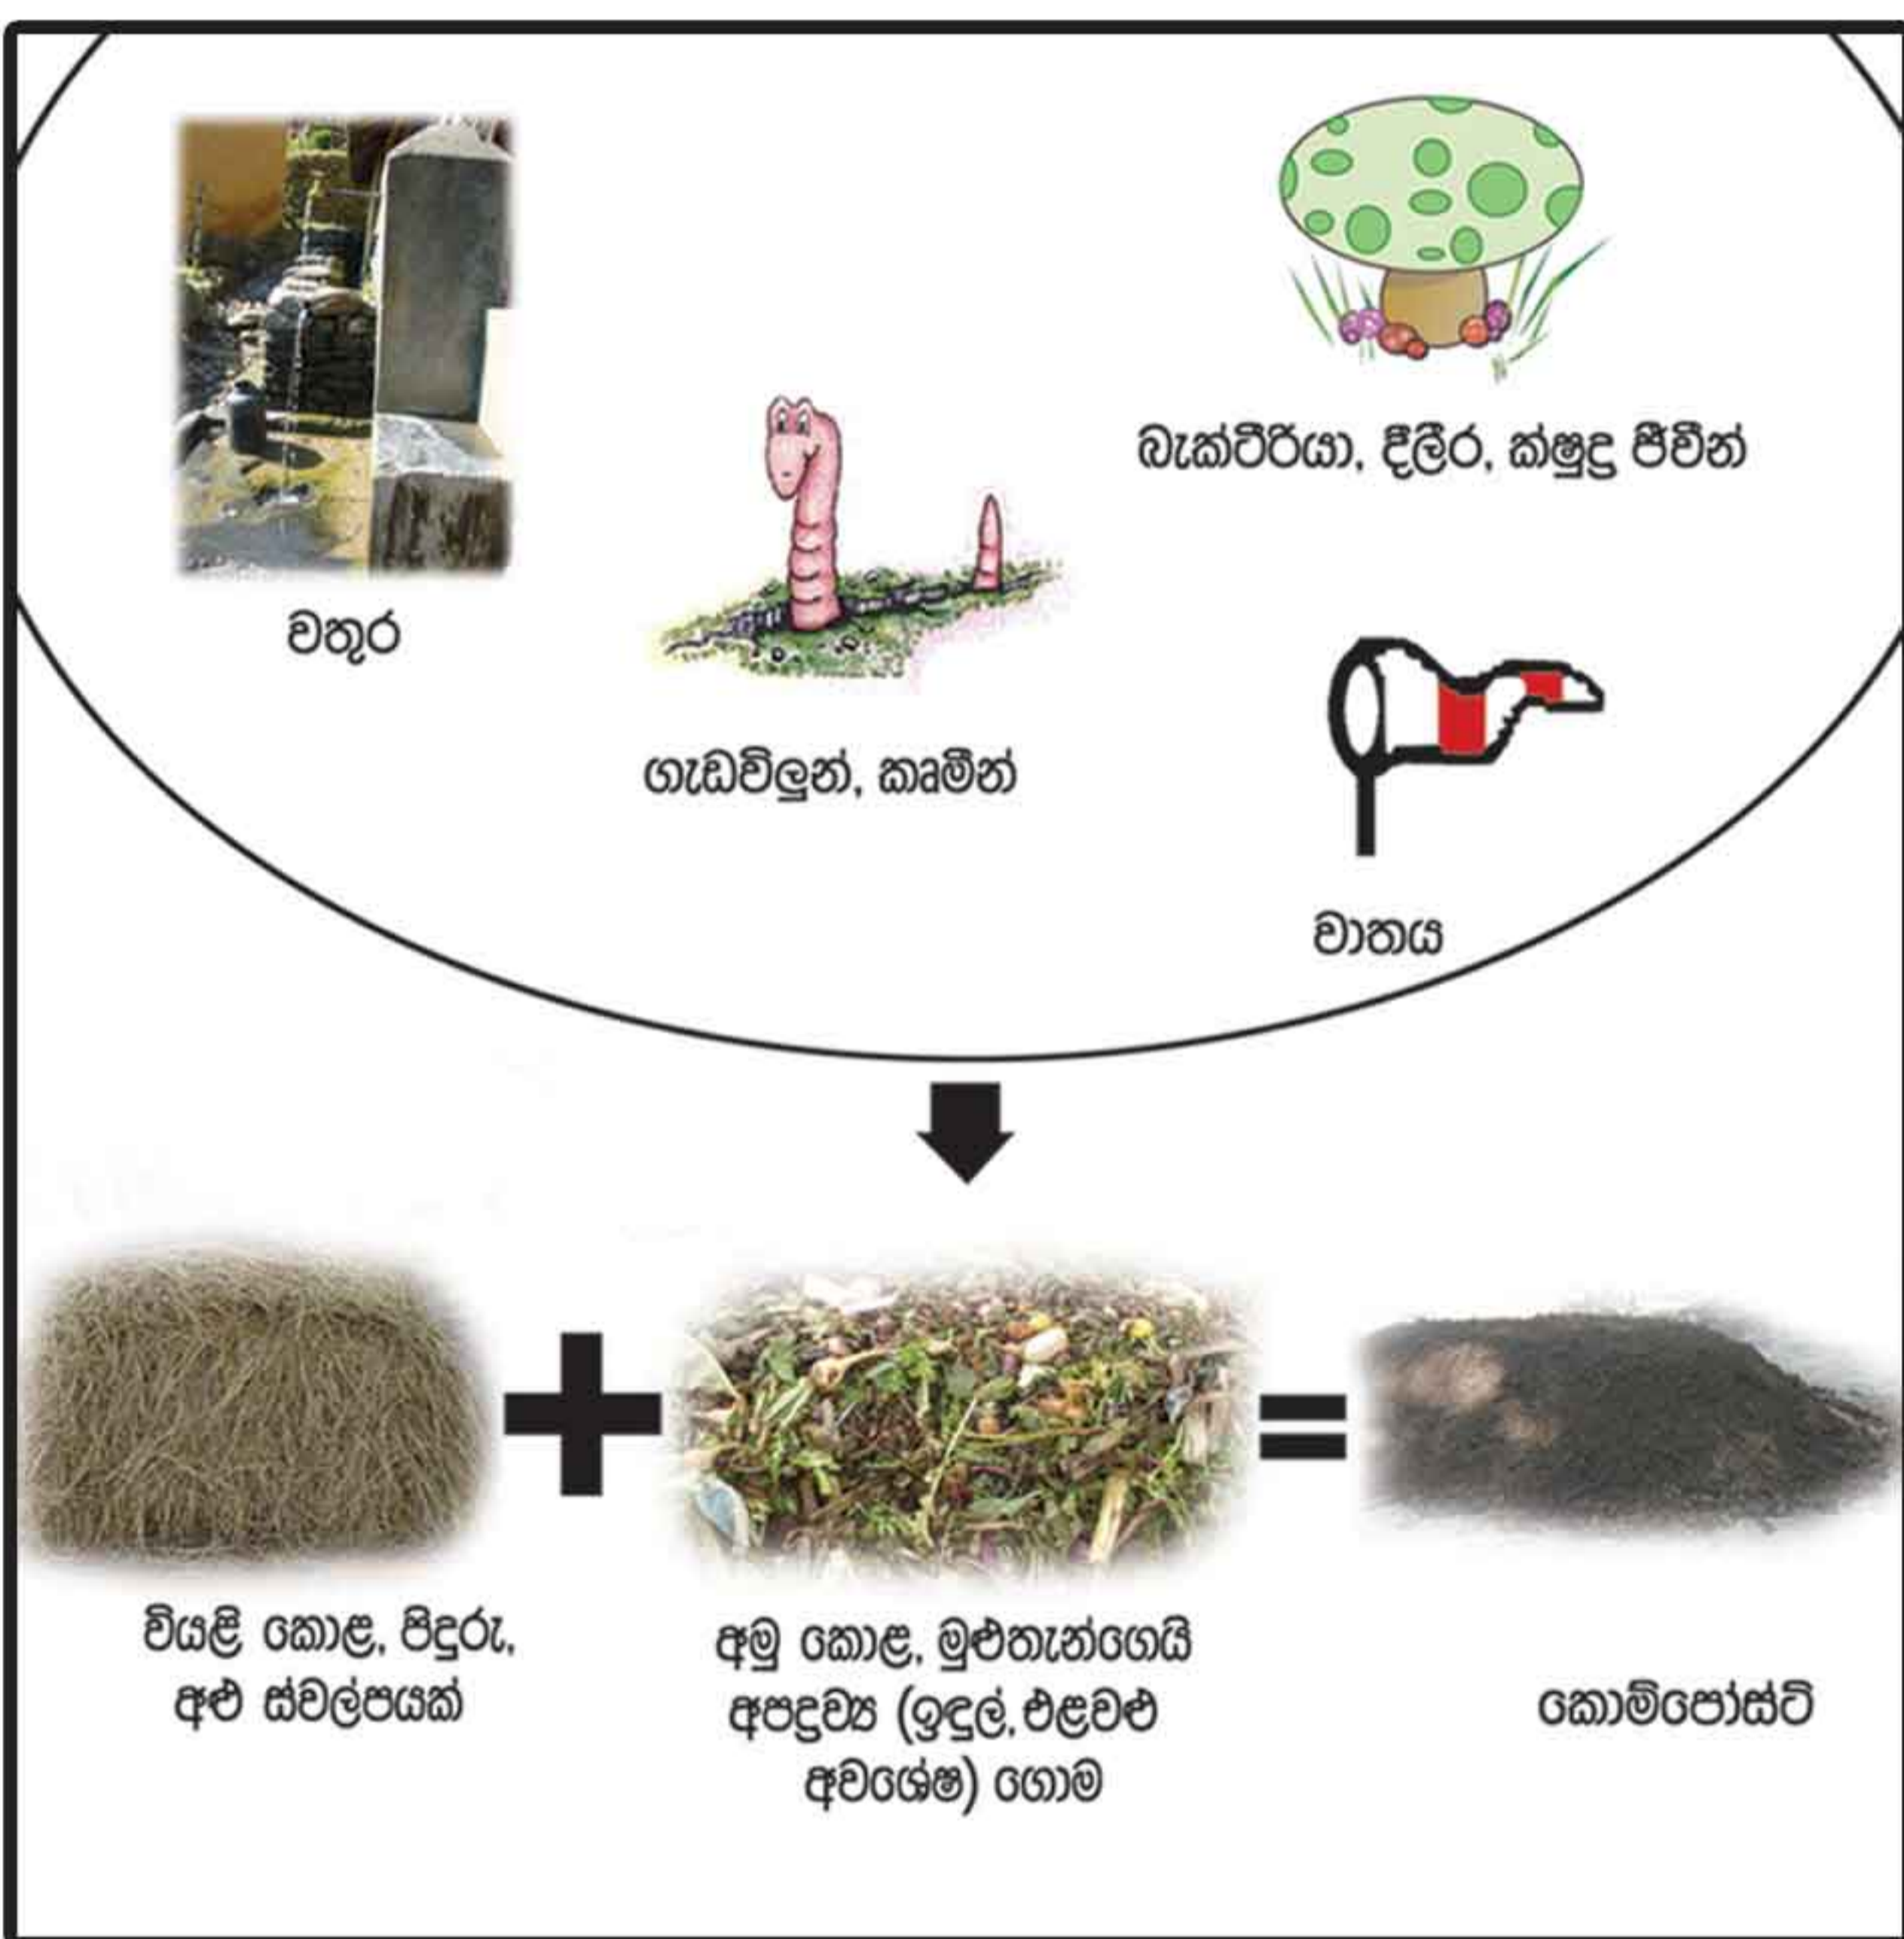 වතුර
බැක්ටීරියා, දිලීර, ක්ෂුද්‍ර ජීවීන්
ගැඩවිලුන්, කෘමීන්
වාතය
වියළි කොළ, පිදුරු,
අළු ස්වල්පයක්
අමු කොළ, මුළුතැන්ගෙයි
අපද්‍රව්‍ය (ඉඳුල්, එළවළු
අවශේෂ) ගොම
කොම්පෝස්ට්